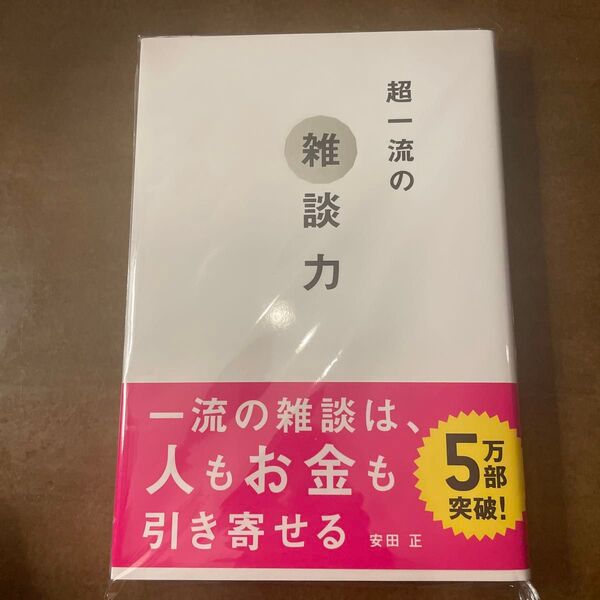 超一流の
雑談力
一流の雑談は、
人もお金も
引き寄せる
安田 正
5万部
突破!